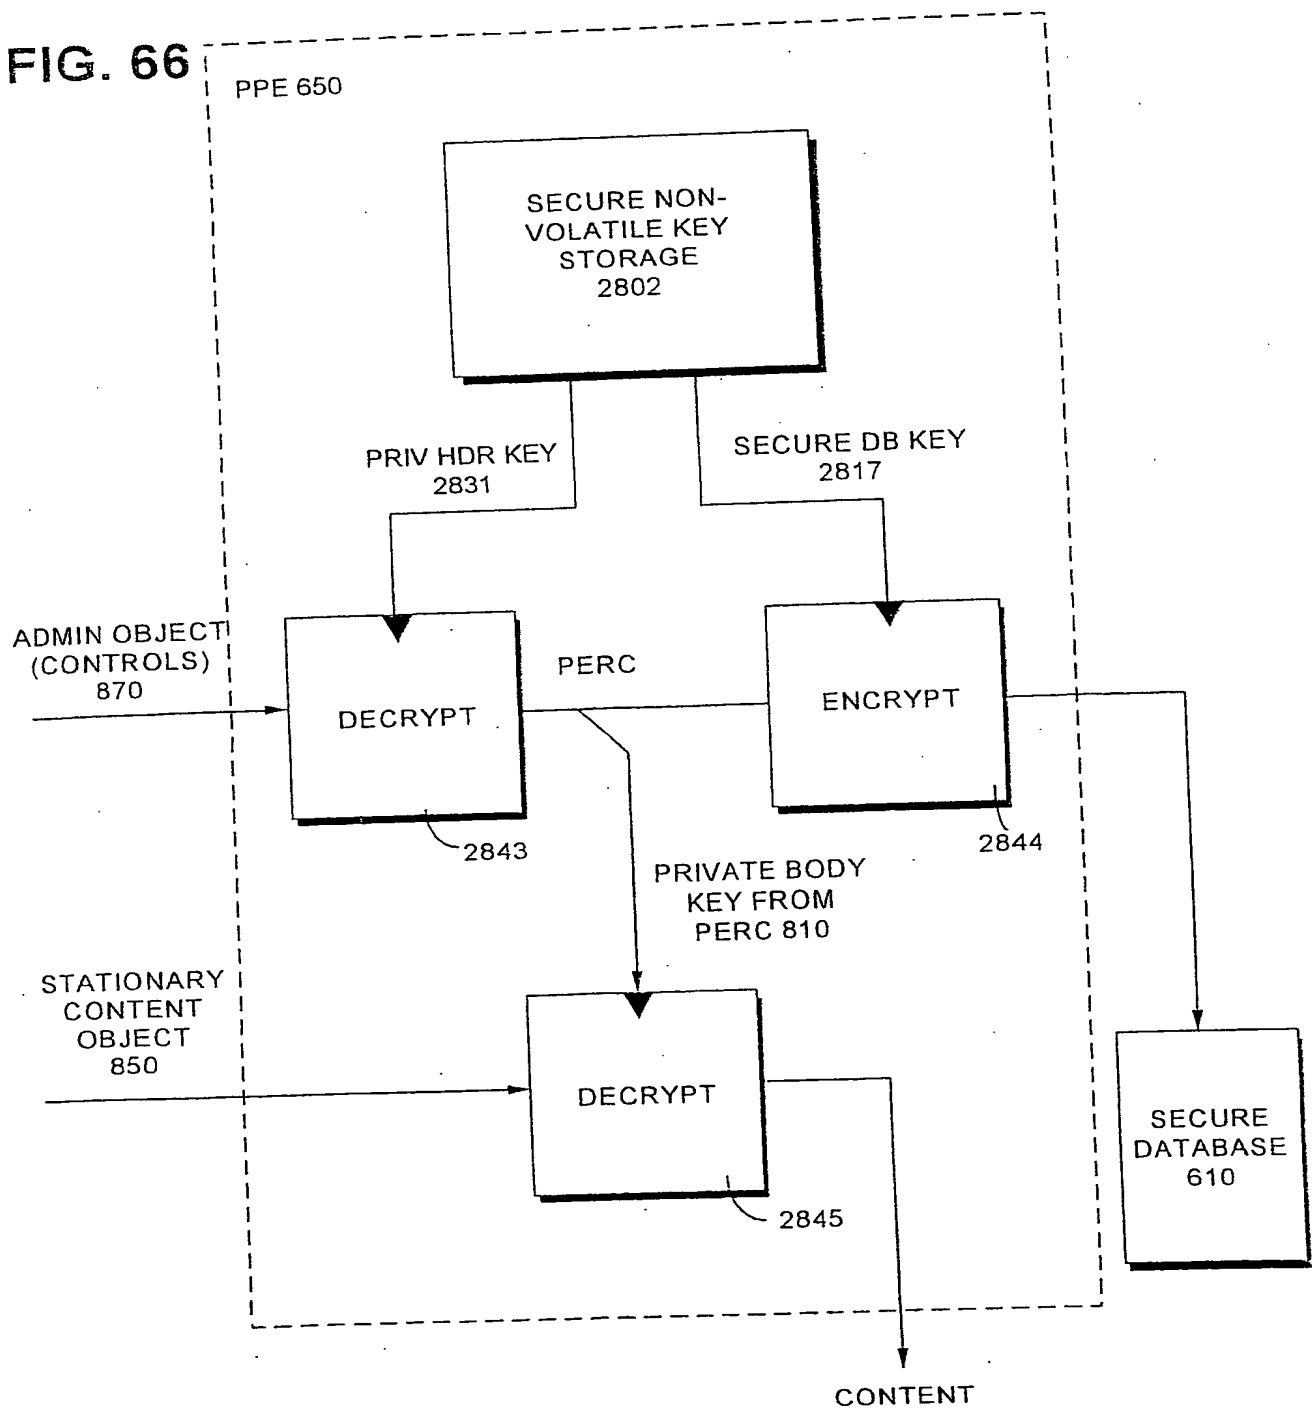 FIG. 66
PPE 650
SECURE NON-
VOLATILE KEY
STORAGE
2802
PRIV HDR KEY
2831
SECURE DB KEY
2817
ADMIN OBJECT
(CONTROLS)
870
DECRYPT
PERC
ENCRYPT
2843
2844
PRIVATE BODY
KEY FROM
PERC 810
STATIONARY
CONTENT
OBJECT
850
DECRYPT
2845
SECURE
DATABASE
610
CONTENT